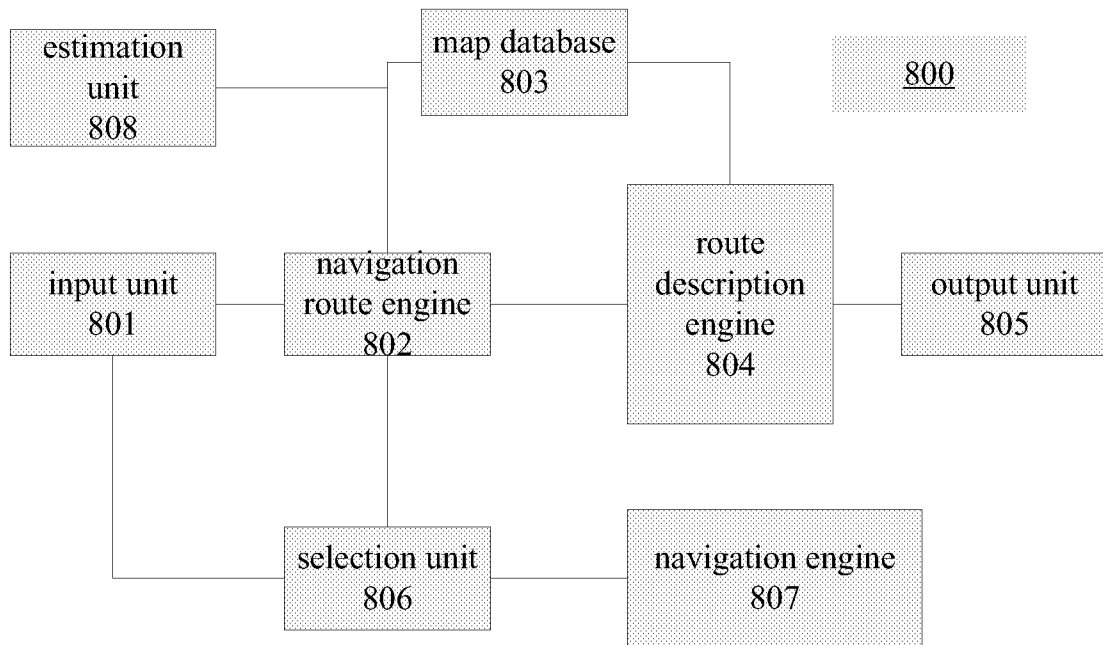 estimation
unit
808
map database
803
800
input unit
801
navigation
route engine
802
route
description
engine
804
output unit
805
selection unit
806
navigation engine
807